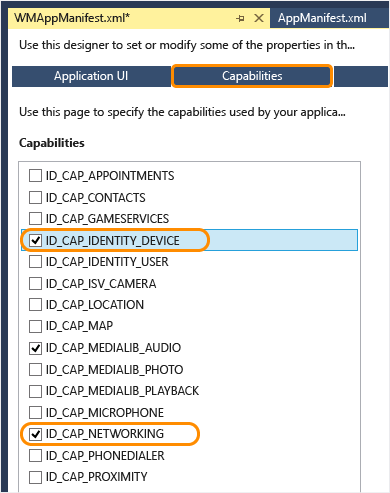 WMAppManifest.xml*
AppManifest.xml
Use this designer to set or modify some of the properties in th...
Application UI
Capabilities
Use this page to specify the capabilities used by your applica...
Capabilities
ID_CAP_APPOINTMENTS
ID_CAP_CONTACTS
ID_CAP_GAMESERVICES
ID_CAP_IDENTITY_DEVICE
ID_CAP_IDENTITY_USER
ID_CAP_ISV_CAMERA
ID_CAP_LOCATION
ID_CAP_MAP
ID_CAP_MEDIALIB_AUDIO
ID_CAP_MEDIALIB_PHOTO
ID_CAP_MEDIALIB_PLAYBACK
ID_CAP_MICROPHONE
ID_CAP_NETWORKING
ID_CAP_PHONEDIALER
ID_CAP_PROXIMITY